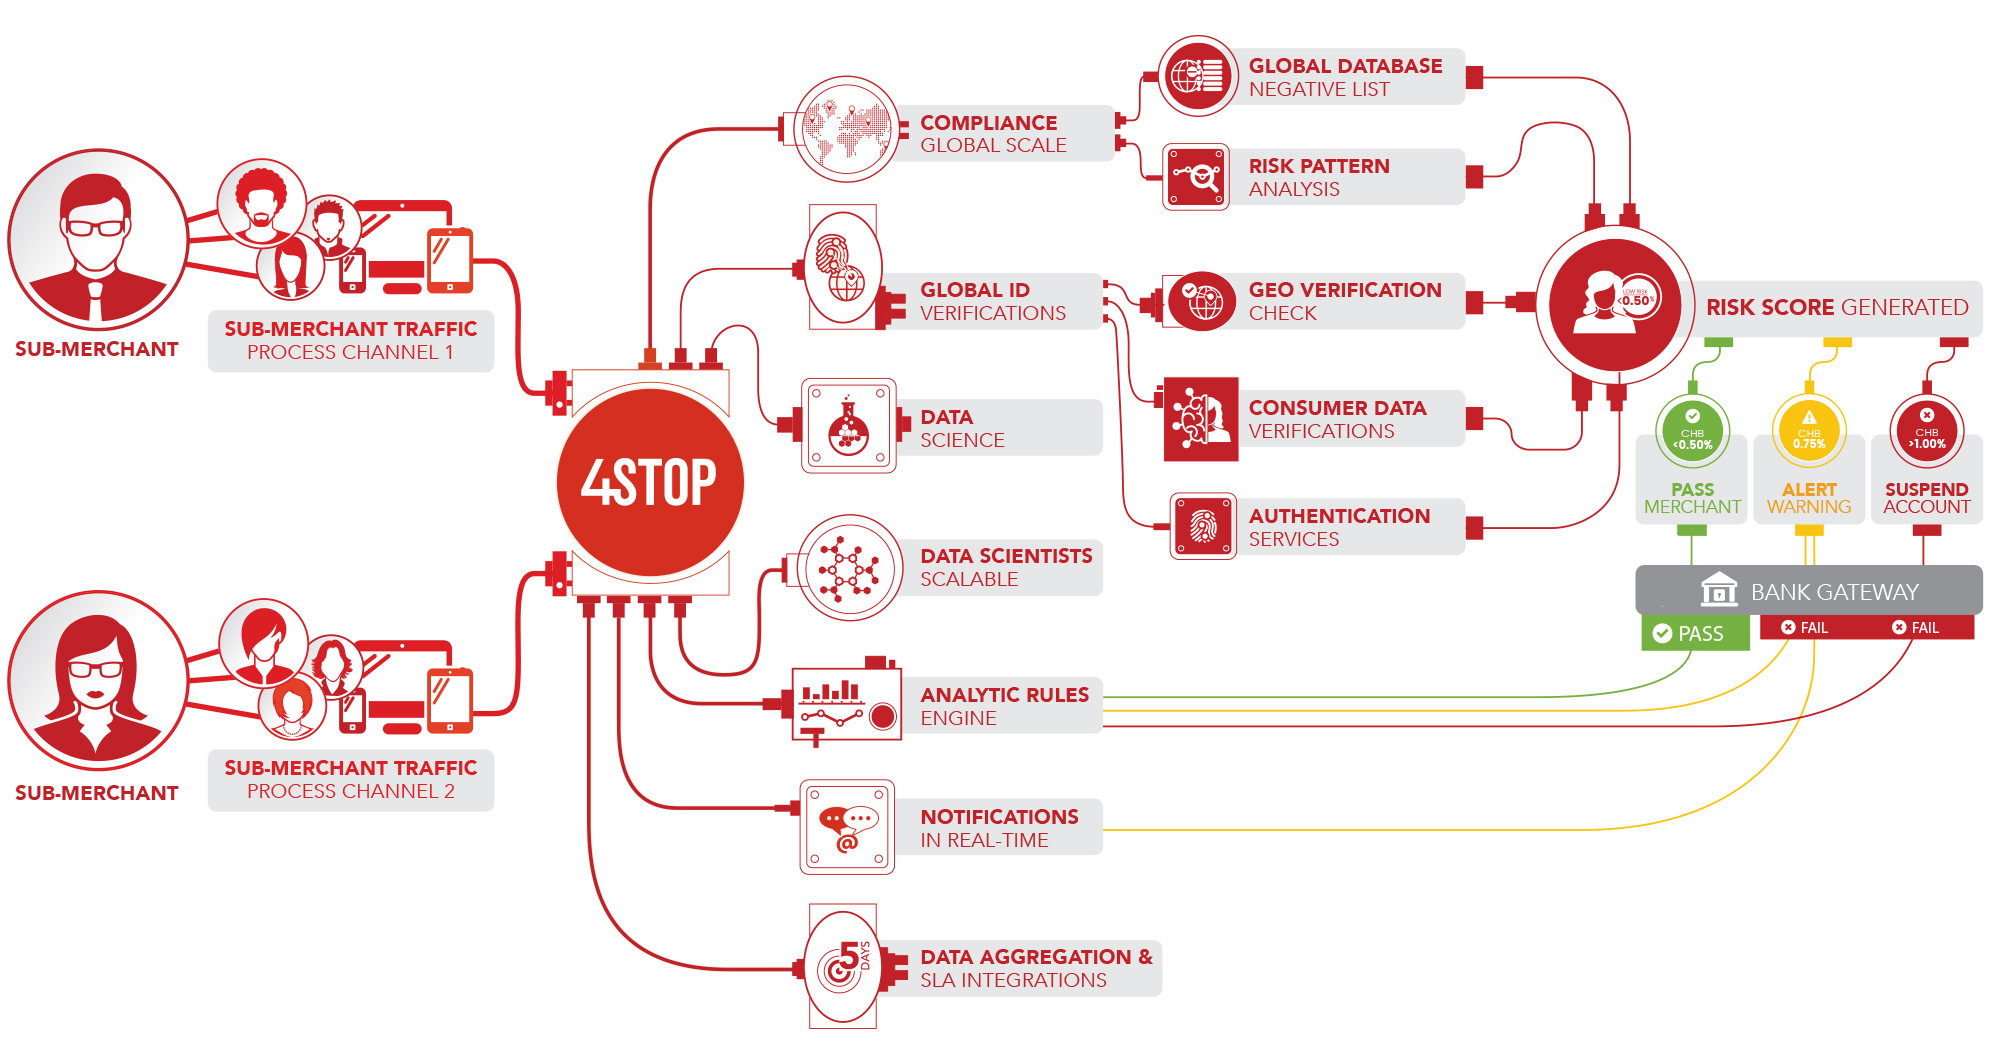 SUB-MERCHANT
SUB-MERCHANT TRAFFIC
PROCESS CHANNEL 1
SUB-MERCHANT
SUB-MERCHANT TRAFFIC
PROCESS CHANNEL 2
4STOP
COMPLIANCE
GLOBAL SCALE
GLOBAL ID
VERIFICATIONS
DATA
SCIENCE
DATA SCIENTISTS
SCALABLE
ANALYTIC RULES
ENGINE
NOTIFICATIONS
IN REAL-TIME
@
5
DAYS
DATA AGGREGATION &
SLA INTEGRATIONS
GLOBAL DATABASE
NEGATIVE LIST
RISK PATTERN
ANALYSIS
GEO VERIFICATION
CHECK
CONSUMER DATA
VERIFICATIONS
AUTHENTICATION
SERVICES
LOW RISK
<0.50%
RISK SCORE GENERATED
CHB
<0.50%
PASS
MERCHANT
CHB
0.75%
ALERT
WARNING
CHB
>1.00%
SUSPEND
ACCOUNT
BANK GATEWAY
PASS
FAIL
FAIL